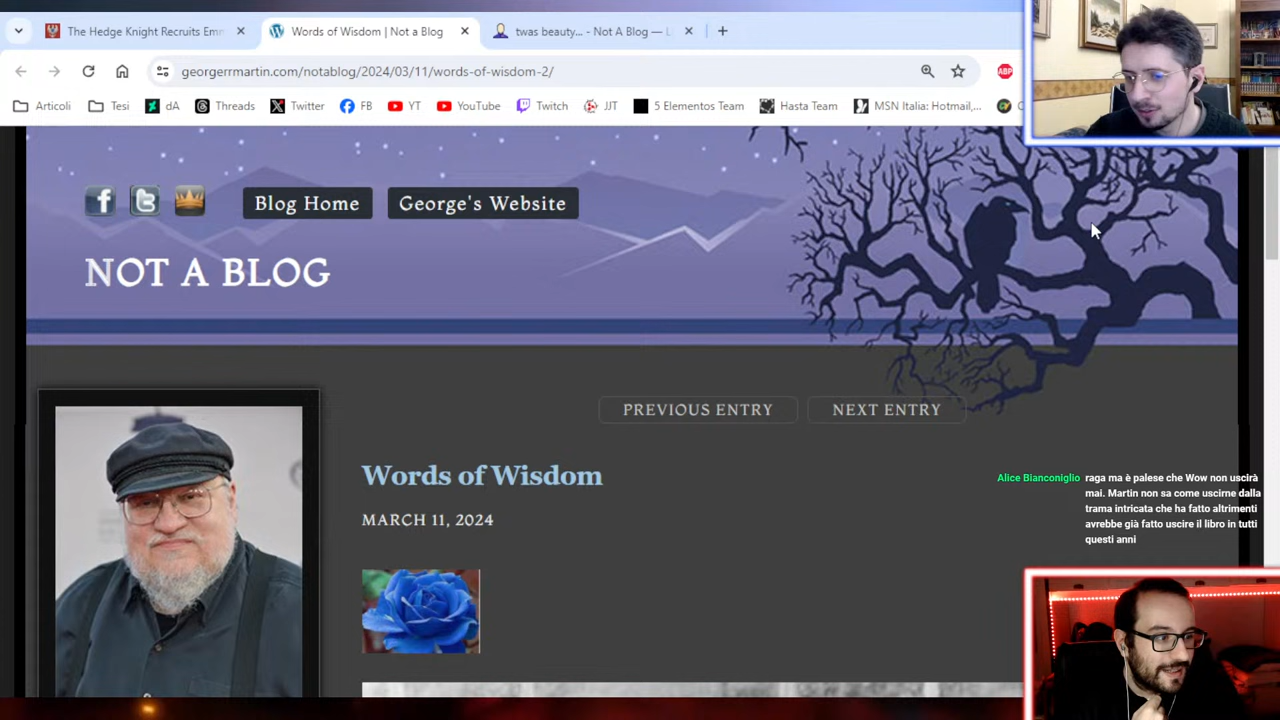 The Hedge Knight Recruits Em
Words of Wisdom | Not a Blog
twas beauty... - Not A Blog —
georgerrmartin.com/notablog/2024/03/11/words-of-wisdom-2/
ABP
Articoli
Tesi
dA
Threads
Twitter
FB
YT
YouTube
Twitch
JJT
5 Elementos Team
Hasta Team
MSN Italia: Hotmail,...
Blog Home
George's Website
NOT A BLOG
PREVIOUS ENTRY
NEXT ENTRY
Words of Wisdom
MARCH 11, 2024
Alice Bianconiglio raga ma è palese che Wow non uscirà
mai. Martin non sa come uscirne dalla
trama intricata che ha fatto altrimenti
avrebbe già fatto uscire il libro in tutti
questi anni